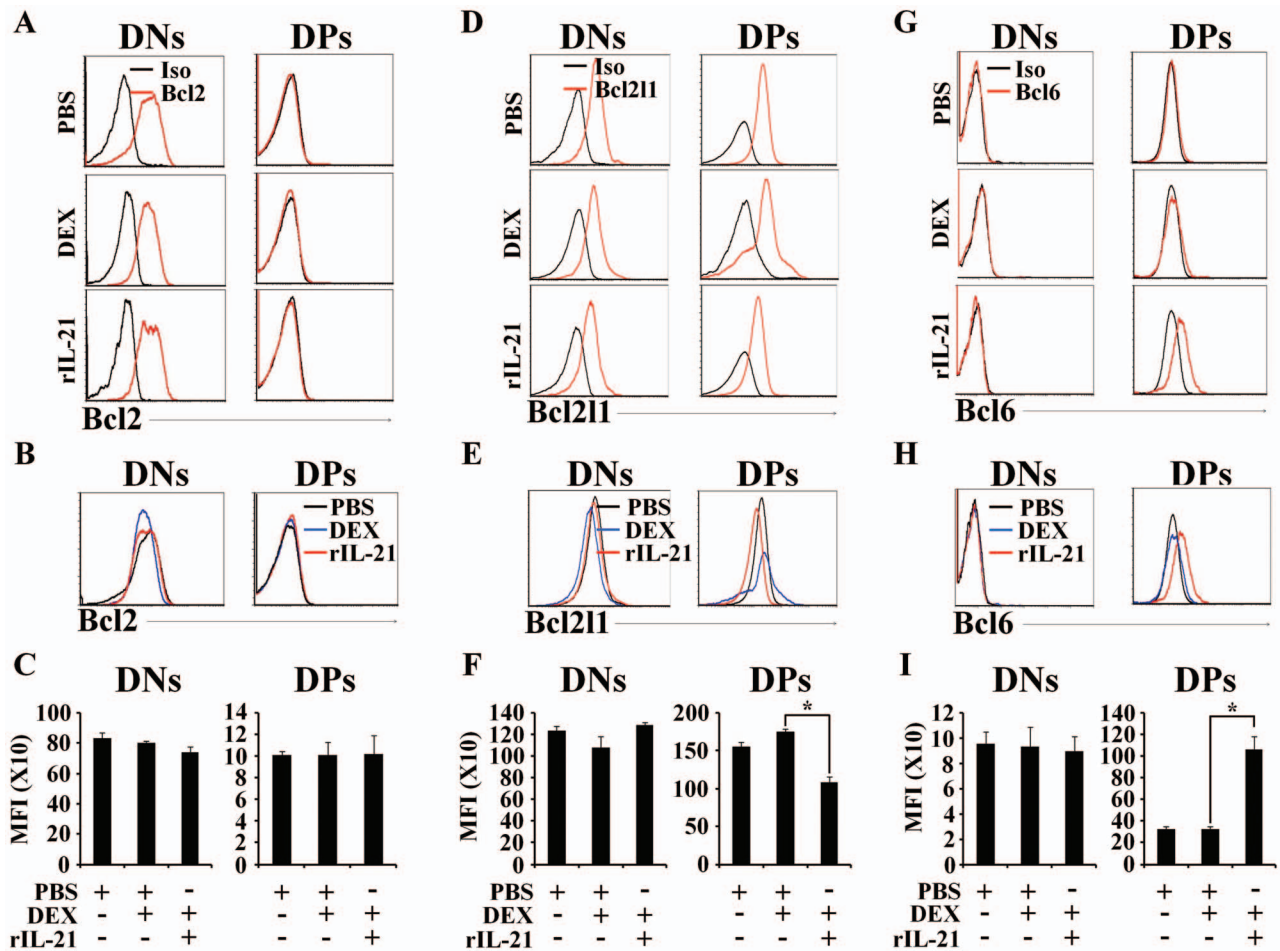 A
DNs
DPs
PBS
Iso
Bcl2
DEX
rIL-21
Bcl2
B
DNs
DPs
PBS
DEX
rIL-21
Bcl2
C
DNs
DPs
MFI (X10)
100
80
60
40
20
0
14
12
10
8
6
4
2
0
PBS + + - + + -
DEX - + + - + +
rIL-21 - - + - - +
D
DNs
DPs
PBS
Iso
Bcl2l1
DEX
rIL-21
Bcl2l1
E
DNs
DPs
PBS
DEX
rIL-21
Bcl2l1
F
DNs
DPs
MFI (X10)
140
120
100
80
60
40
20
0
200
150
100
50
0
*
PBS + + - + + -
DEX - + + - + +
rIL-21 - - + - - +
G
DNs
DPs
PBS
Iso
Bcl6
DEX
rIL-21
Bcl6
H
DNs
DPs
PBS
DEX
rIL-21
Bcl6
I
DNs
DPs
MFI (X10)
12
10
8
6
4
2
0
140
120
100
80
60
40
20
0
*
PBS + + - + + -
DEX - + + - + +
rIL-21 - - + - - +